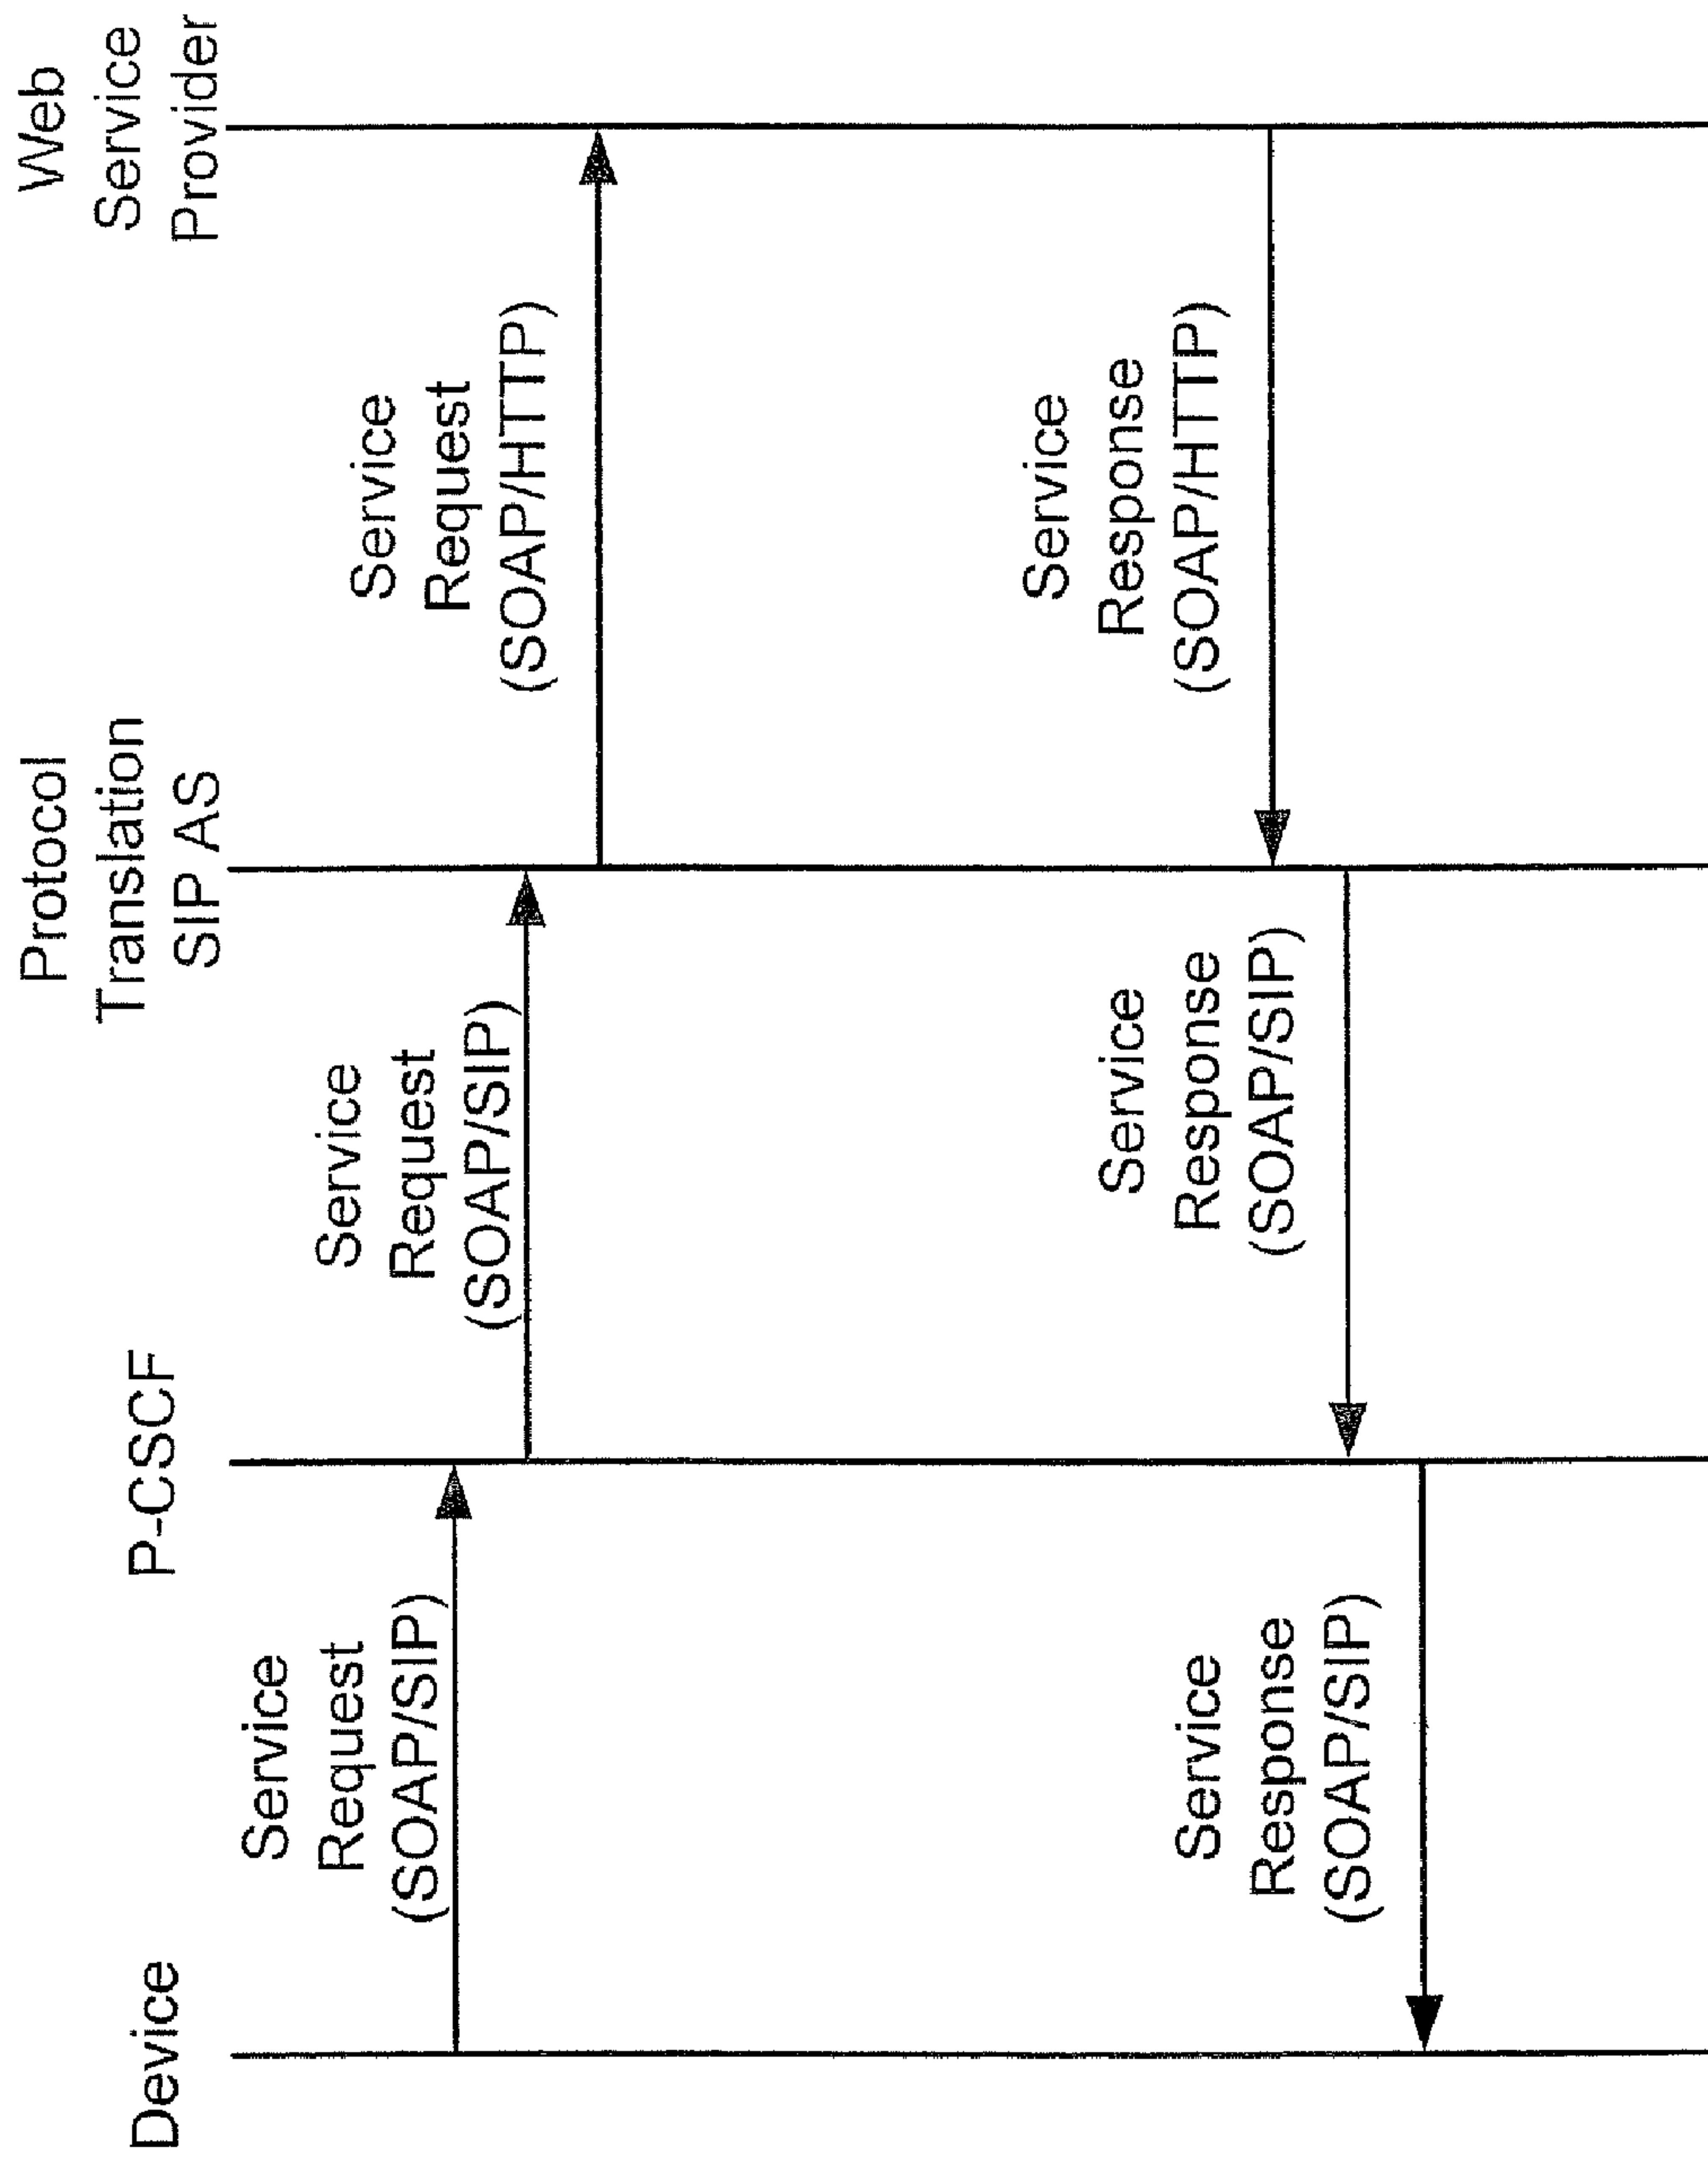 Device
P-CSCF
Protocol
Translation
SIP AS
Web
Service
Provider
Service
Request
(SOAP/SIP)
Service
Request
(SOAP/SIP)
Service
Request
(SOAP/HTTP)
Service
Response
(SOAP/HTTP)
Service
Response
(SOAP/SIP)
Service
Response
(SOAP/SIP)